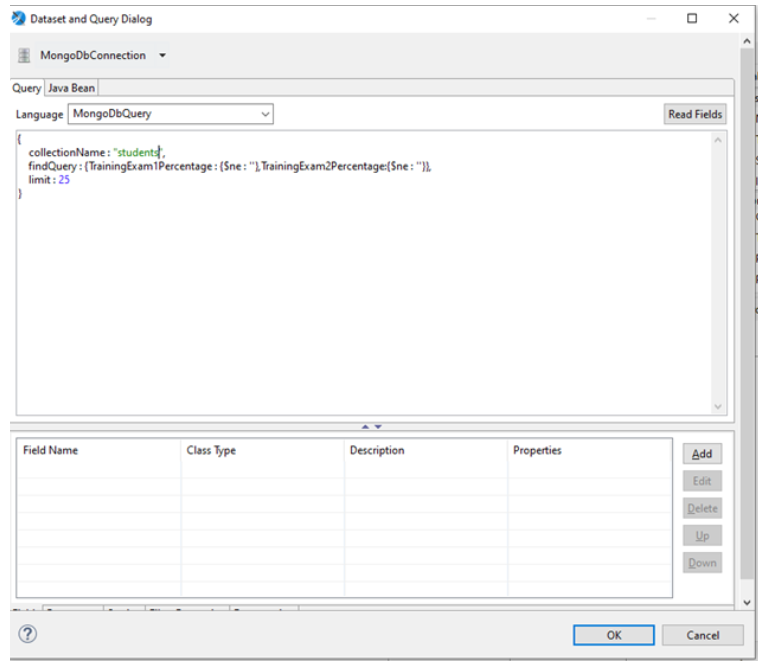 Dataset and Query Dialog
MongoDbConnection
Query Java Bean
Language MongoDbQuery Read Fields
{
collectionName : "students",
findQuery : {TrainingExam1Percentage : {$ne : ''},TrainingExam2Percentage:{$ne : ''}},
limit : 25
}
Field Name Class Type Description Properties
Add
Edit
Delete
Up
Down
OK Cancel